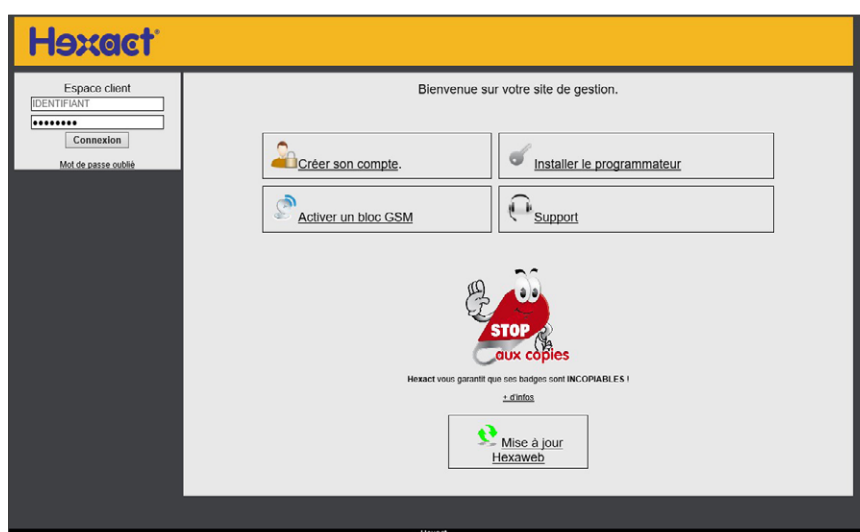 Hexact
Espace client
IDENTIFIANT
••••••••
Connexion
Mot de passe oublié
Bienvenue sur votre site de gestion.
Créer son compte.
Installer le programmateur
Activer un bloc GSM
Support
STOP
aux copies
Hexact vous garantit que ses badges sont INCOPIABLES !
+ d'infos
Mise à jour
Hexaweb